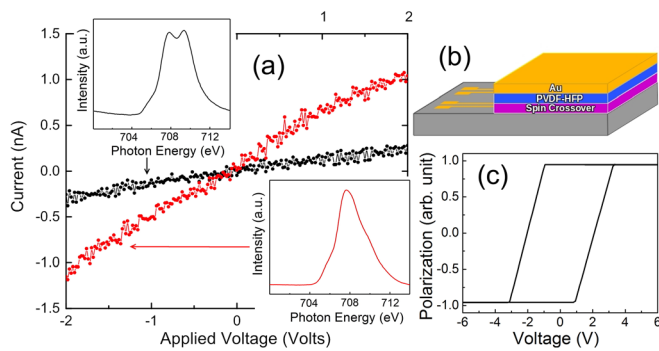 1 2
(a)
1.5
1.0
0.5
0.0
-0.5
-1.0
-1.5
Current (nA)
-2 -1 0 1 2
Applied Voltage (Volts)
Intensity (a.u.)
704 708 712
Photon Energy (eV)
Intensity (a.u.)
704 708 712
Photon Energy (eV)
(b)
Au
PVDF-HFP
Spin Crossover
(c)
Polarization (arb. unit)
1.0
0.5
0.0
-0.5
-1.0
-6 -4 -2 0 2 4 6
Voltage (V)